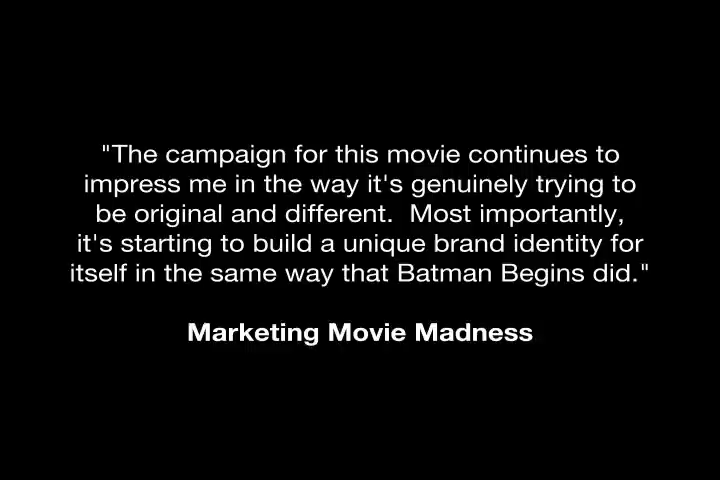 "The campaign for this movie continues to
impress me in the way it's genuinely trying to
be original and different.  Most importantly,
it's starting to build a unique brand identity for
itself in the same way that Batman Begins did."
Marketing Movie Madness